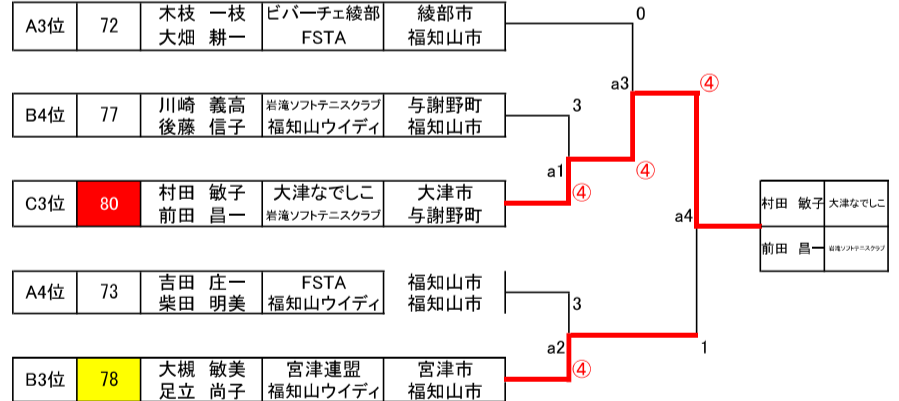 木枝 一枝 ビバーチェ綾部 綾部市 0
A3位 72
大畑 耕一 FSTA 福知山市
a3 ④
川崎 義高 岩滝ソフトテニスクラブ 与謝野町 3
B4位 77
後藤 信子 福知山ウイディ 福知山市
a1 ④ ④
村田 敏子 大津なでしこ 大津市
C3位 80
前田 昌一 岩滝ソフトテニスクラブ 与謝野町
村田 敏子 大津なでしこ
a4
前田 昌一 岩滝ソフトテニスクラブ
吉田 庄一 FSTA 福知山市
A4位 73
柴田 明美 福知山ウイディ 福知山市 3
a2 ④ 1
大槻 敏美 宮津連盟 宮津市
B3位 78
足立 尚子 福知山ウイディ 福知山市